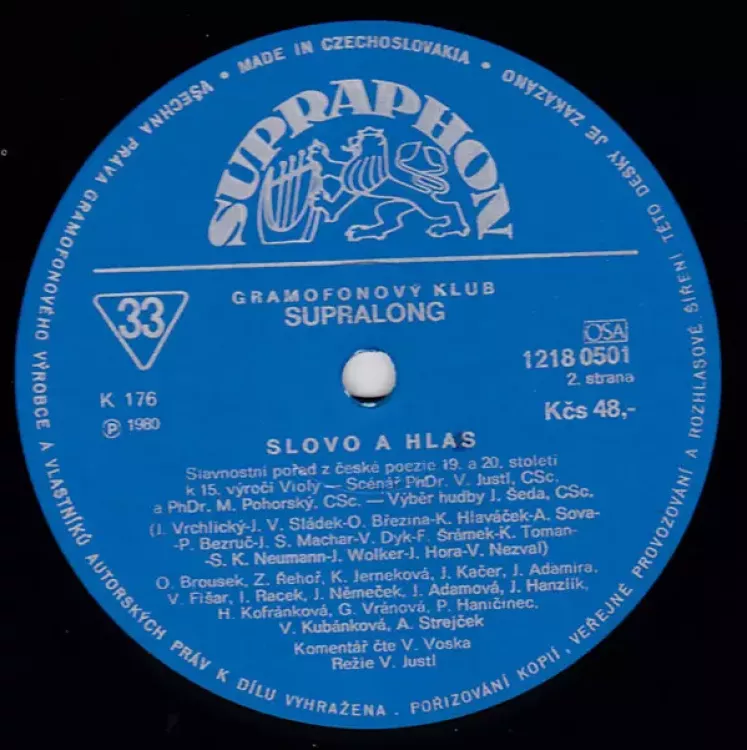 VŠECHNA PRÁVA GRAMOFONOVÉHO VÝROBCE A VLASTNÍKŮ AUTORSKÝCH PRÁV K DÍLU VYHRAŽENA . POŘIZOVÁNÍ KOPIÍ, VEŘEJNÉ PROVOZOVÁNÍ A ROZHLASOVÉ ŠÍŘENÍ TÉTO DESKY JE ZAKÁZÁNO
• MADE IN CZECHOSLOVAKIA •
SUPRAPHON
GRAMOFONOVÝ KLUB
SUPRALONG
33
OSA
1218 0501
2. strana
K 176
Kčs 48,-
Ⓟ 1980
SLOVO A HLAS
Slavnostní pořad z české poezie 19. a 20. století
k 15. výročí Violy — Scénář PhDr. V. Justl, CSc.
a PhDr. M. Pohorský, CSc. — Výběr hudby J. Šeda, CSc.
(J. Vrchlický-J. V. Sládek-O. Březina-K. Hlaváček-A. Sova-
-P. Bezruč-J. S. Machar-V. Dyk-F. Šrámek-K. Toman-
-S. K. Neumann-J. Wolker-J. Hora-V. Nezval)
O. Brousek, Z. Řehoř, K. Jerneková, J. Kačer, J. Adamira,
V. Fišar, I. Racek, J. Němeček, J. Adamová, J. Hanzlík,
H. Kofránková, G. Vránová, P. Haničinec,
V. Kubánková, A. Strejček
Komentář čte V. Voska
Režie V. Justl